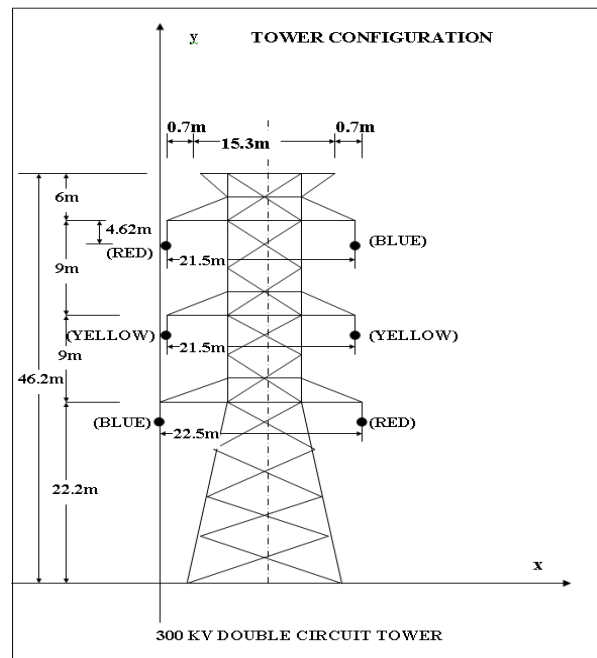 y TOWER CONFIGURATION
0.7m 0.7m
15.3m
6m
4.62m
(RED) (BLUE)
21.5m
9m
(YELLOW) (YELLOW)
21.5m
9m
46.2m
(BLUE) (RED)
22.5m
22.2m
x
300 KV DOUBLE CIRCUIT TOWER